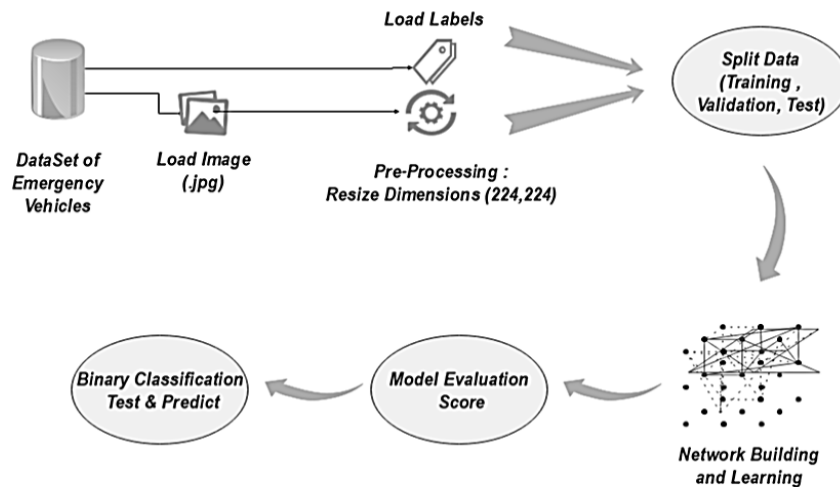 Load Labels
DataSet of
Emergency
Vehicles
Load Image
(.jpg)
Pre-Processing :
Resize Dimensions (224,224)
Split Data
(Training ,
Validation, Test)
Network Building
and Learning
Model Evaluation
Score
Binary Classification
Test & Predict